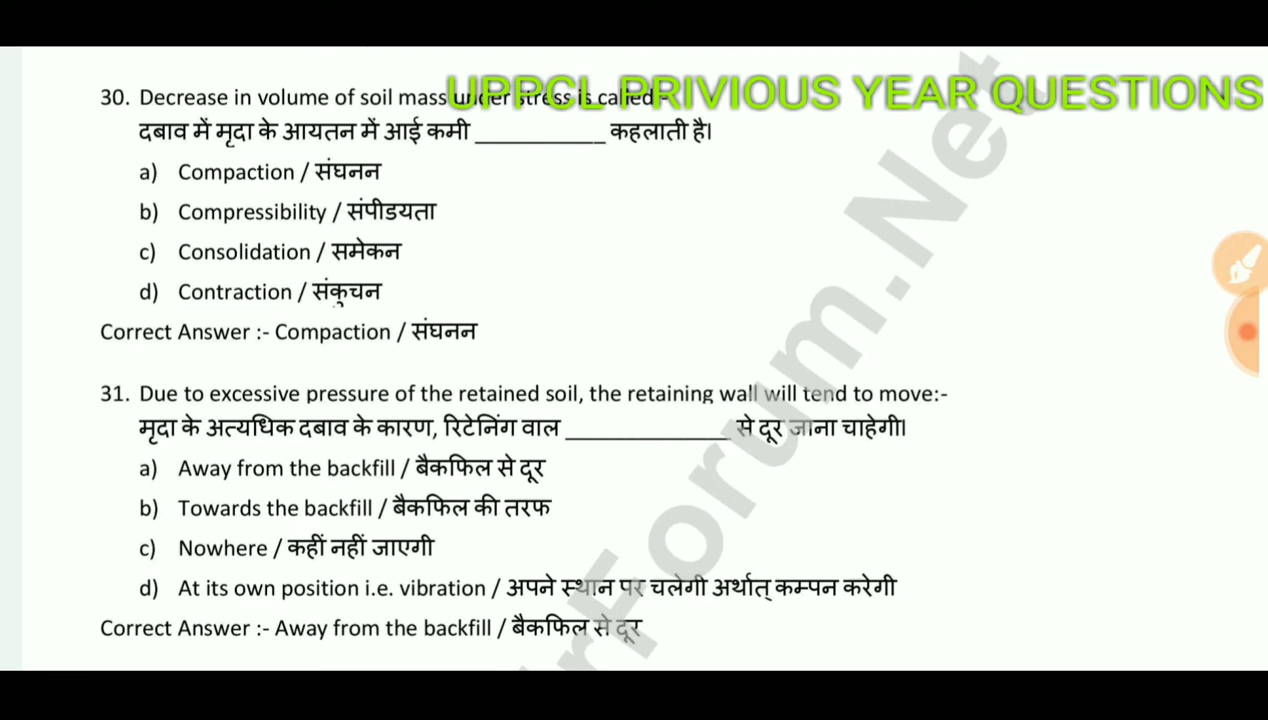 UPPCL PRIVIOUS YEAR QUESTIONS
30. Decrease in volume of soil mass under stress is called:-
दबाव में मृदा के आयतन में आई कमी ____________ कहलाती है।
a) Compaction / संघनन
b) Compressibility / संपीडयता
c) Consolidation / समेकन
d) Contraction / संकुचन
Correct Answer :- Compaction / संघनन
31. Due to excessive pressure of the retained soil, the retaining wall will tend to move:-
मृदा के अत्यधिक दबाव के कारण, रिटेनिंग वाल _______________ से दूर जाना चाहेगी।
a) Away from the backfill / बैकफिल से दूर
b) Towards the backfill / बैकफिल की तरफ
c) Nowhere / कहीं नहीं जाएगी
d) At its own position i.e. vibration / अपने स्थान पर चलेगी अर्थात् कम्पन करेगी
Correct Answer :- Away from the backfill / बैकफिल से दूर
rForum.Net